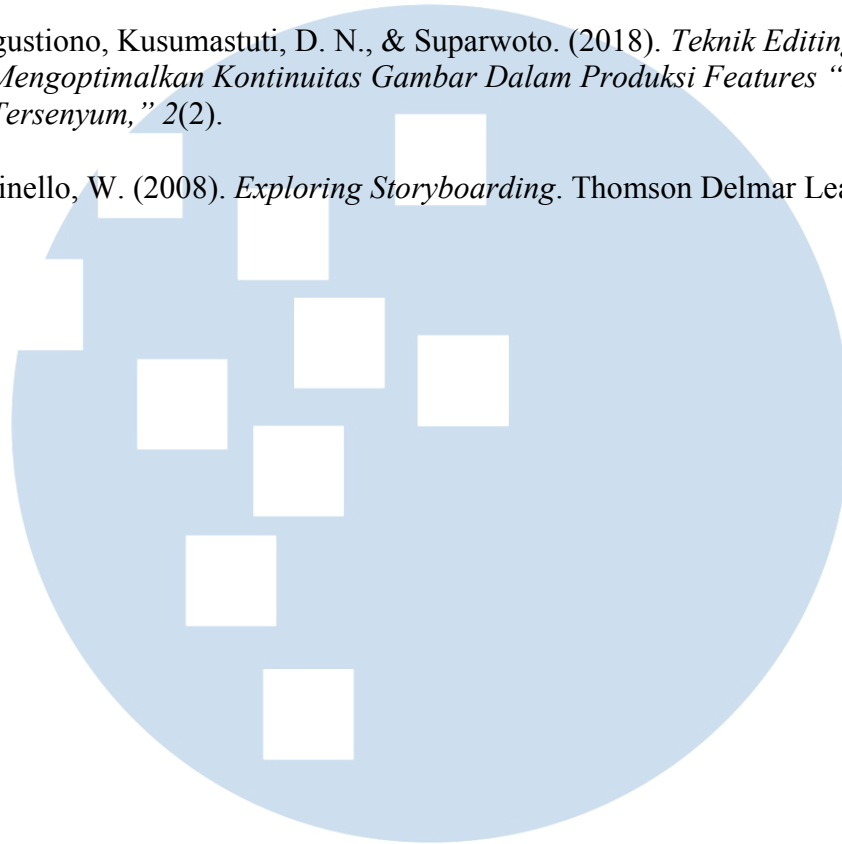 gustiono, Kusumastuti, D. N., & Suparwoto. (2018). Teknik Editing
Mengoptimalkan Kontinuitas Gambar Dalam Produksi Features “
Tersenyum,” 2(2).
inello, W. (2008). Exploring Storyboarding. Thomson Delmar Lea